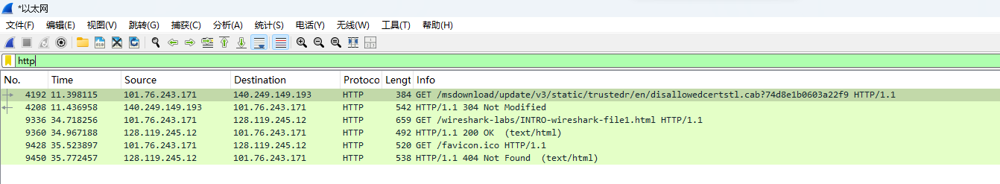 *以太网
文件(F) 编辑(E) 视图(V) 跳转(G) 捕获(C) 分析(A) 统计(S) 电话(Y) 无线(W) 工具(T) 帮助(H)
http
No. Time Source Destination Protoco Lengt Info
4192 11.398115 101.76.243.171 140.249.149.193 HTTP 384 GET /msdownload/update/v3/static/trustedr/en/disallowedcertstl.cab?74d8e1b0603a22f9 HTTP/1.1
4208 11.436958 140.249.149.193 101.76.243.171 HTTP 542 HTTP/1.1 304 Not Modified
9336 34.718256 101.76.243.171 128.119.245.12 HTTP 659 GET /wireshark-labs/INTRO-wireshark-file1.html HTTP/1.1
9360 34.967188 128.119.245.12 101.76.243.171 HTTP 492 HTTP/1.1 200 OK (text/html)
9428 35.523897 101.76.243.171 128.119.245.12 HTTP 520 GET /favicon.ico HTTP/1.1
9450 35.772457 128.119.245.12 101.76.243.171 HTTP 538 HTTP/1.1 404 Not Found (text/html)